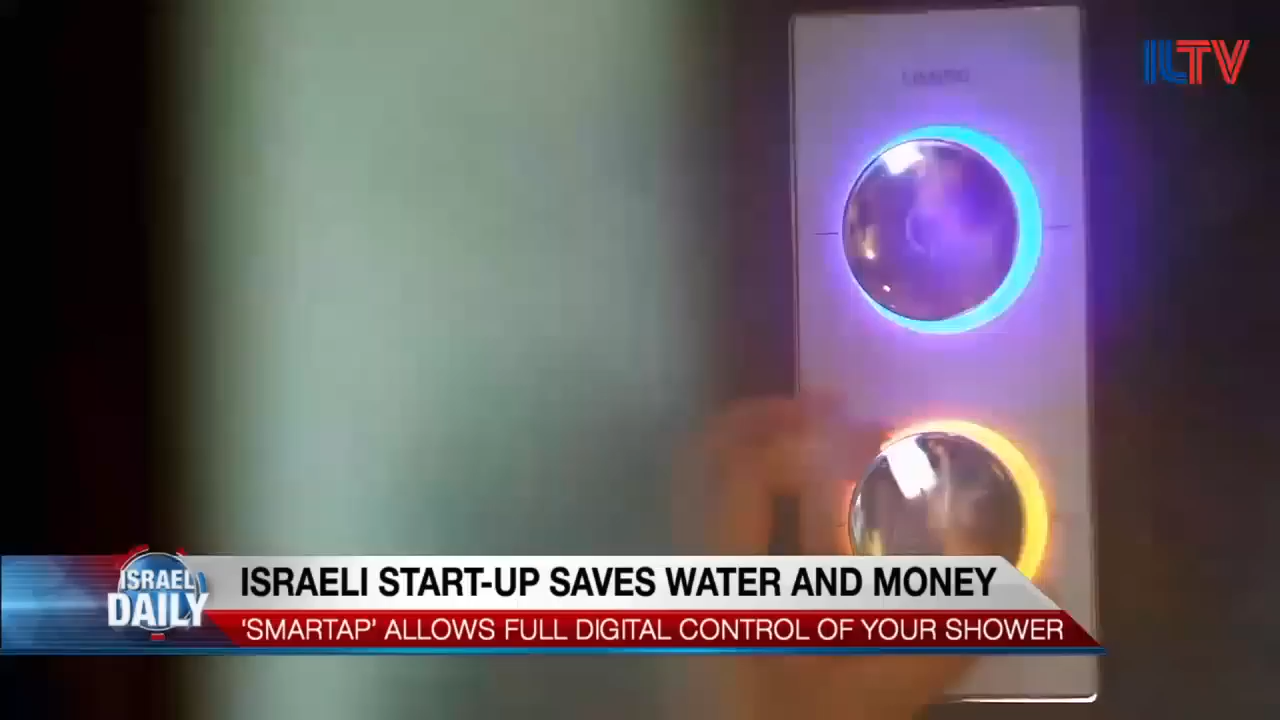 ILTV
ISRAELI START-UP SAVES WATER AND MONEY
ISRAEL
DAILY
'SMARTAP' ALLOWS FULL DIGITAL CONTROL OF YOUR SHOWER